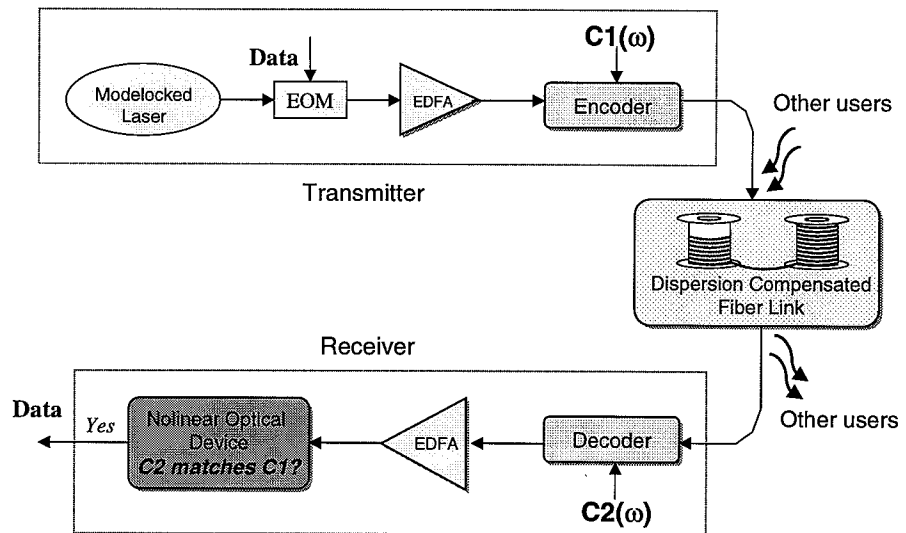 C1(ω)
Data
Modelocked
Laser
EOM
EDFA
Encoder
Other users
Transmitter
Dispersion Compensated
Fiber Link
Receiver
Data
Yes
Nolinear Optical
Device
C2 matches C1?
EDFA
Decoder
Other users
C2(ω)